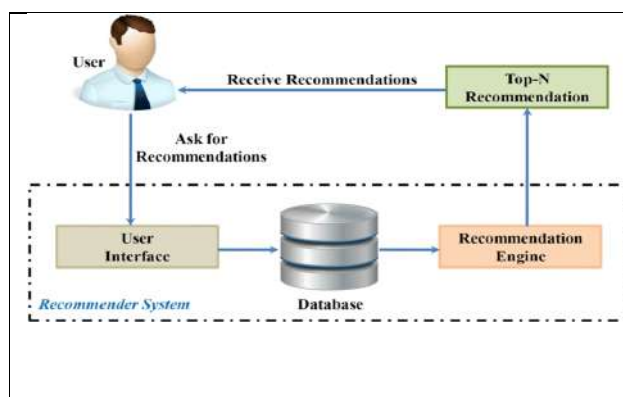 User
Receive Recommendations
Top-N
Recommendation
Ask for
Recommendations
User
Interface
Recommendation
Engine
Database
Recommender System